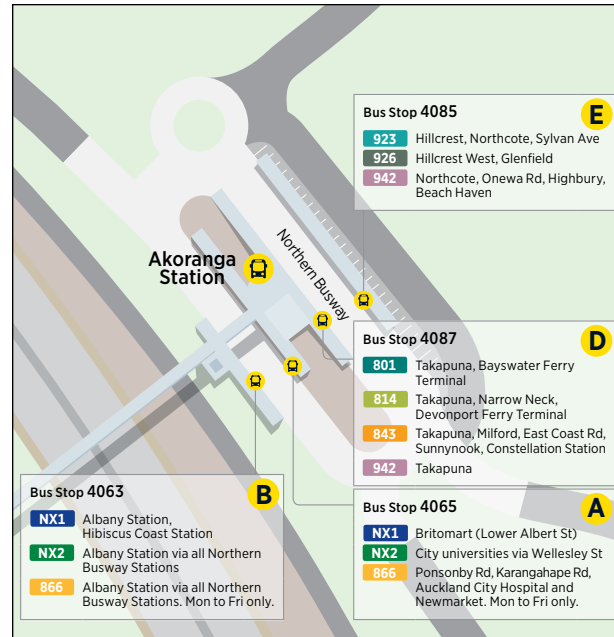 Bus Stop 4085
E
923 Hillcrest, Northcote, Sylvan Ave
926 Hillcrest West, Glenfield
942 Northcote, Onewa Rd, Highbury,
Beach Haven
Akoranga
Station
Northern Busway
Bus Stop 4087
D
801 Takapuna, Bayswater Ferry
Terminal
814 Takapuna, Narrow Neck,
Devonport Ferry Terminal
843 Takapuna, Milford, East Coast Rd,
Sunnynook, Constellation Station
942 Takapuna
Bus Stop 4063
B
NX1 Albany Station,
Hibiscus Coast Station
NX2 Albany Station via all Northern
Busway Stations
866 Albany Station via all Northern
Busway Stations. Mon to Fri only.
Bus Stop 4065
A
NX1 Britomart (Lower Albert St)
NX2 City universities via Wellesley St
866 Ponsonby Rd, Karangahape Rd,
Auckland City Hospital and
Newmarket. Mon to Fri only.